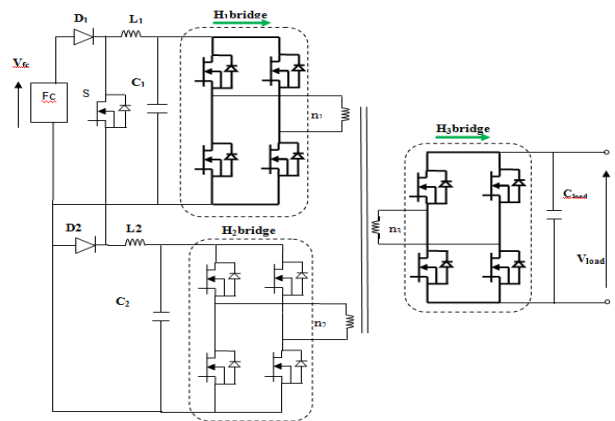 D₁
L₁
H₁bridge
Vfc
Fc
S
C₁
n₁
H₃bridge
D2
L2
H₂bridge
n₃
Cload
Vload
C₂
n₂